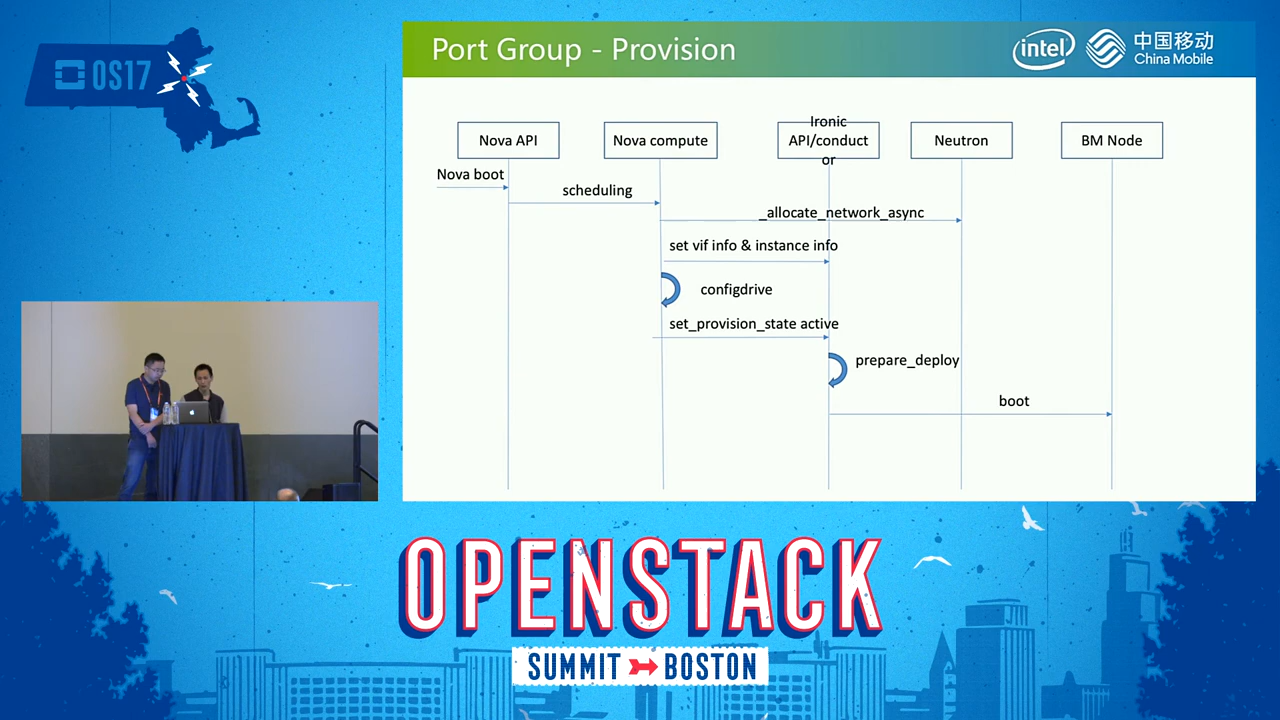 OS17
Port Group - Provision
intel
中国移动
China Mobile
Nova API
Nova compute
Ironic
API/conduct
or
Neutron
BM Node
Nova boot
scheduling
_allocate_network_async
set vif info & instance info
configdrive
set_provision_state active
prepare_deploy
boot
OPENSTACK
SUMMIT BOSTON